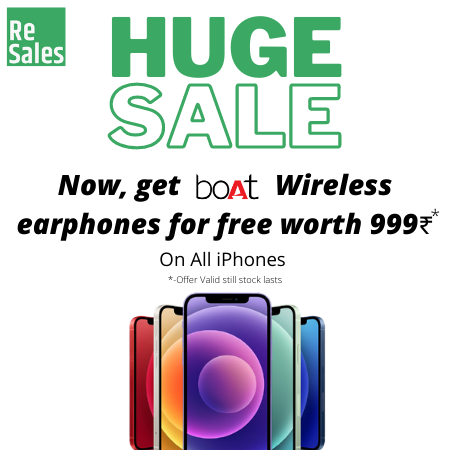 Re
Sales
HUGE
SALE
Now, get boAt Wireless
earphones for free worth 999₹*
On All iPhones
*-Offer Valid still stock lasts